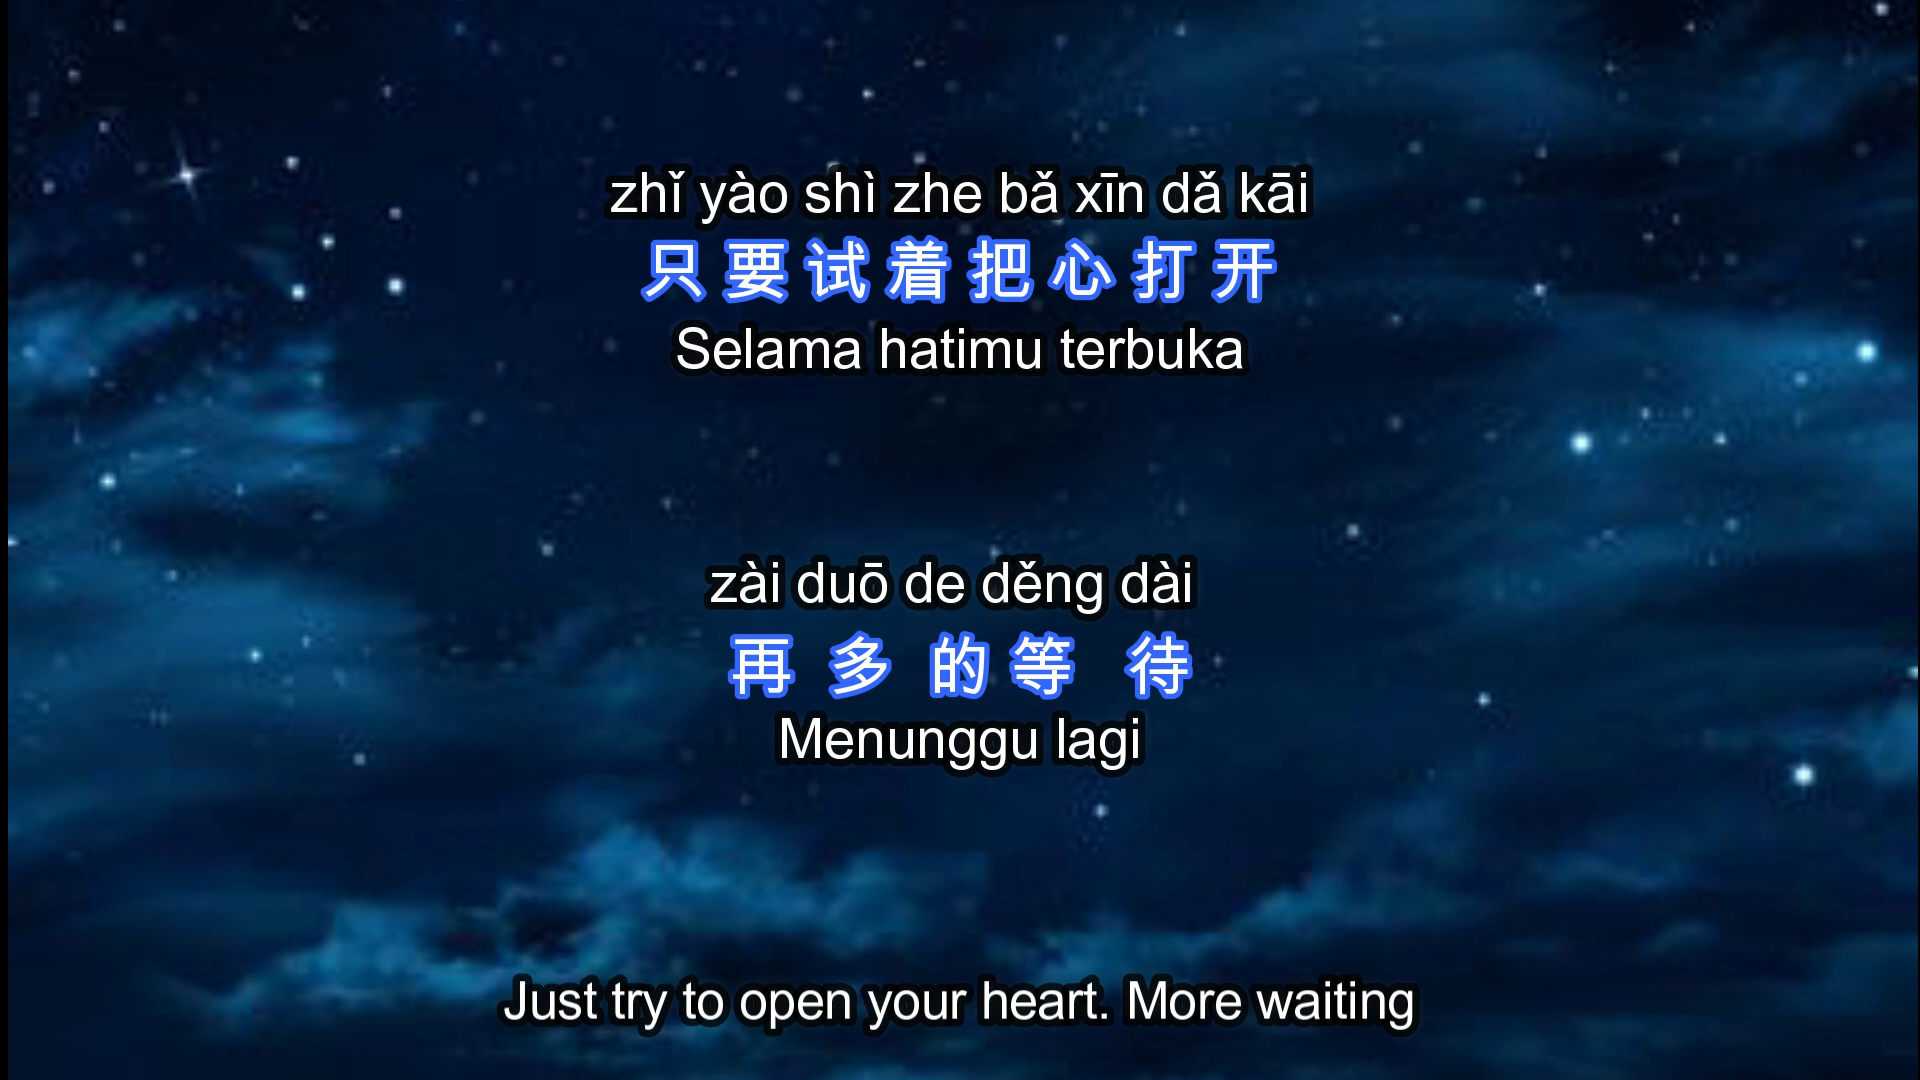 zhǐ yào shì zhe bǎ xīn dǎ kāi
只 要 试 着 把 心 打 开
Selama hatimu terbuka
zài duō de děng dài
再 多 的 等 待
Menunggu lagi
Just try to open your heart. More waiting